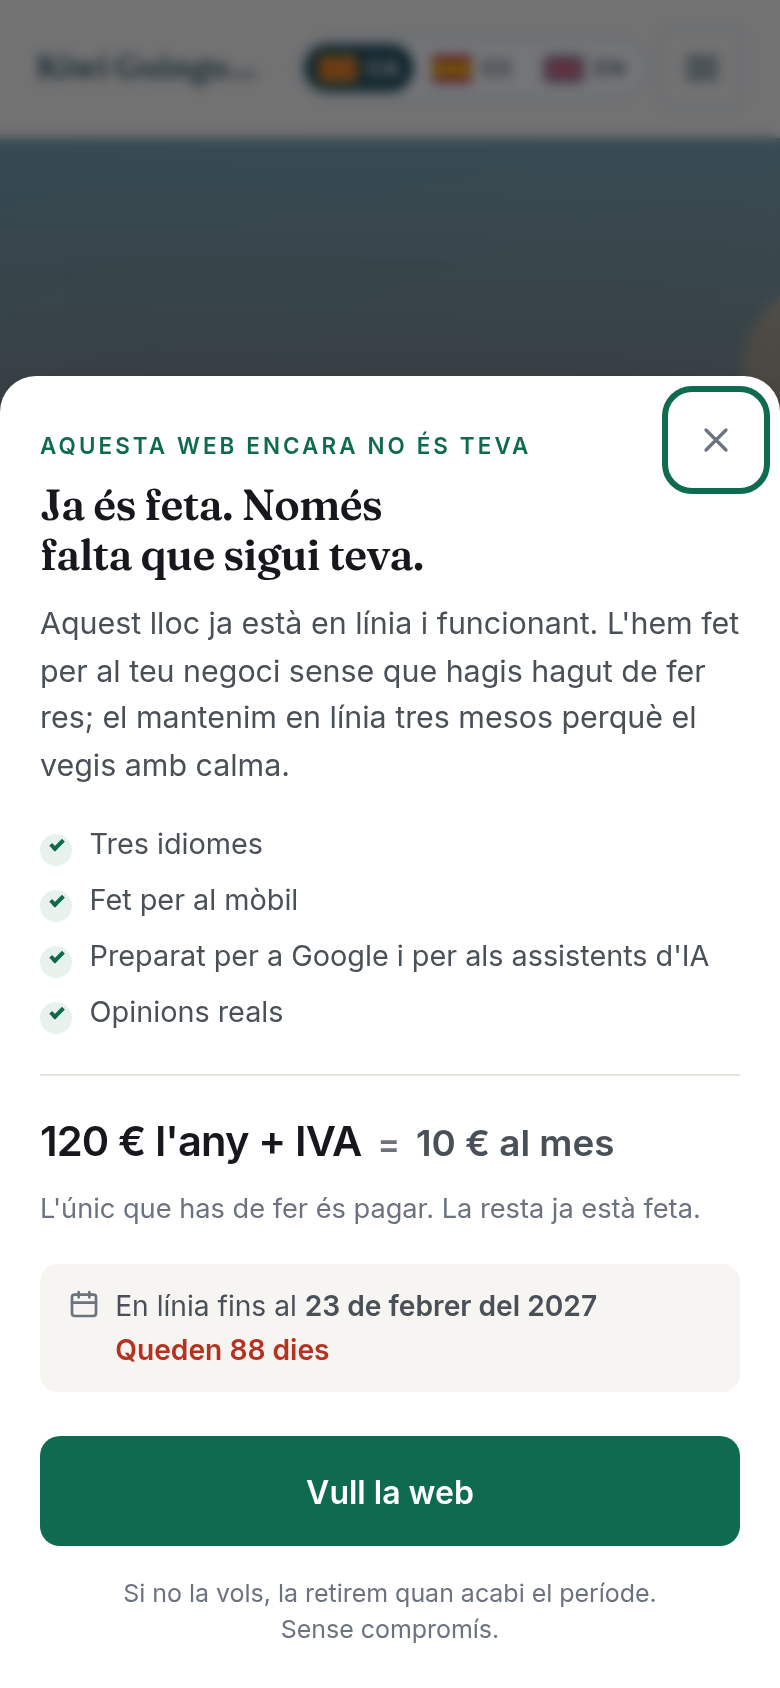 AQUESTA WEB ENCARA NO ÉS TEVA
Ja és feta. Només
falta que sigui teva.
Aquest lloc ja està en línia i funcionant. L'hem fet
per al teu negoci sense que hagis hagut de fer
res; el mantenim en línia tres mesos perquè el
vegis amb calma.
Tres idiomes
Fet per al mòbil
Preparat per a Google i per als assistents d'IA
Opinions reals
120 € l'any + IVA = 10 € al mes
L'únic que has de fer és pagar. La resta ja està feta.
En línia fins al 23 de febrer del 2027
Queden 88 dies
Vull la web
Si no la vols, la retirem quan acabi el període.
Sense compromís.